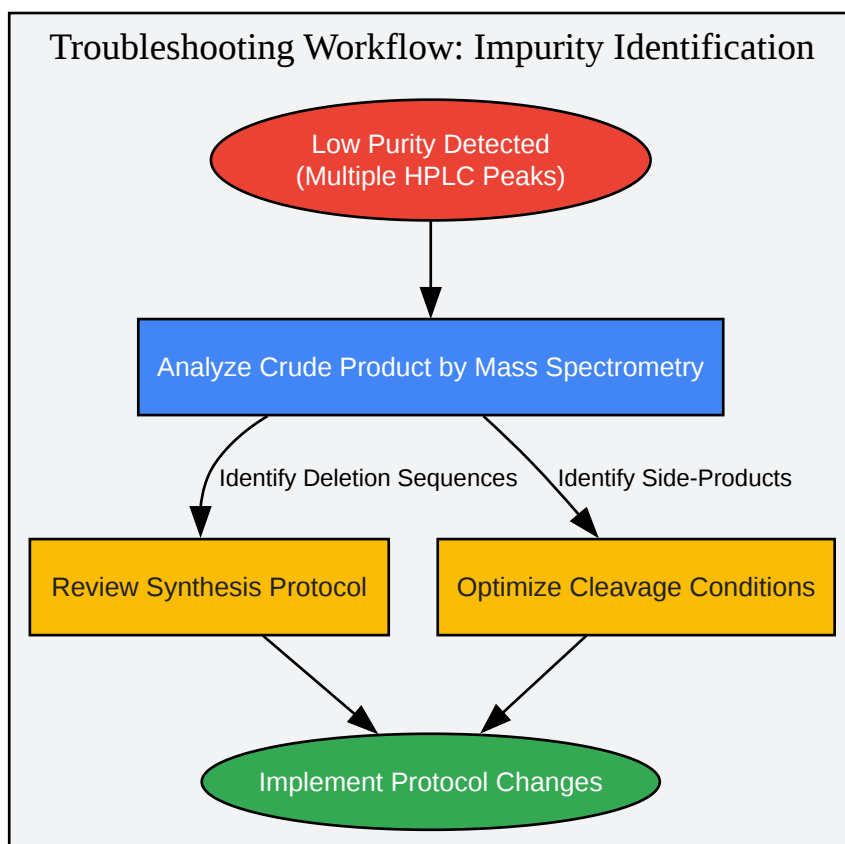 Troubleshooting Workflow: Impurity Identification
Low Purity Detected
(Multiple HPLC Peaks)
Analyze Crude Product by Mass Spectrometry
Identify Deletion Sequences
Identify Side-Products
Review Synthesis Protocol
Optimize Cleavage Conditions
Implement Protocol Changes